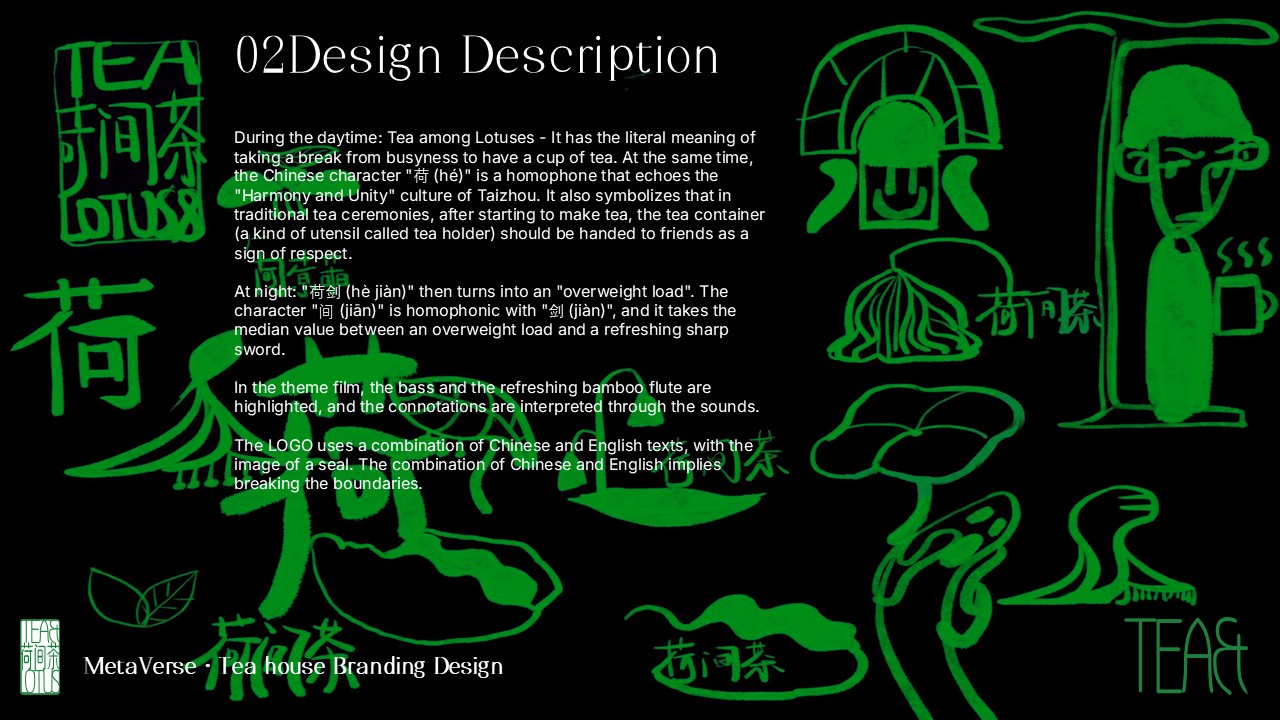 TEA
荷间茶
LOTUS&
02Design Description
During the daytime: Tea among Lotuses - It has the literal meaning of
taking a break from busyness to have a cup of tea. At the same time,
the Chinese character "荷 (hé)" is a homophone that echoes the
"Harmony and Unity" culture of Taizhou. It also symbolizes that in
traditional tea ceremonies, after starting to make tea, the tea container
(a kind of utensil called tea holder) should be handed to friends as a
sign of respect.
At night: "荷剑 (hè jiàn)" then turns into an "overweight load". The
character "间 (jiān)" is homophonic with "剑 (jiàn)", and it takes the
median value between an overweight load and a refreshing sharp
sword.
In the theme film, the bass and the refreshing bamboo flute are
highlighted, and the connotations are interpreted through the sounds.
The LOGO uses a combination of Chinese and English texts, with the
image of a seal. The combination of Chinese and English implies
breaking the boundaries.
荷
荷
荷间茶
荷间茶
荷间茶
荷间茶
TEA&
荷间茶
LOTUS
MetaVerse · Tea house Branding Design
TEA&